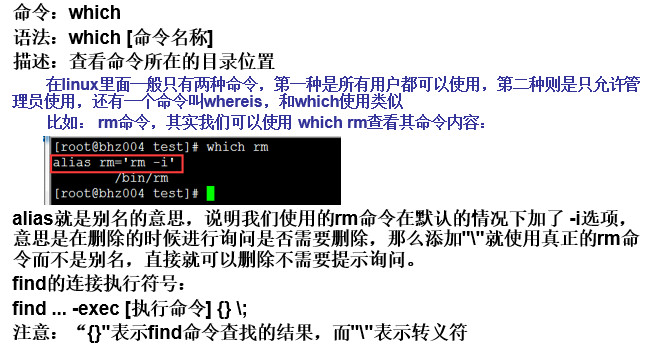 命令：which
语法：which [命令名称]
描述：查看命令所在的目录位置
在linux里面一般只有两种命令，第一种是所有用户都可以使用，第二种则是只允许管
理员使用，还有一个命令叫whereis，和which使用类似
比如： rm命令，其实我们可以使用 which rm查看其命令内容：
[root@bhz004 test]# which rm
alias rm='rm -i'
/bin/rm
[root@bhz004 test]#
alias就是别名的意思，说明我们使用的rm命令在默认的情况下加了 -i选项，
意思是在删除的时候进行询问是否需要删除，那么添加"\"就使用真正的rm命
令而不是别名，直接就可以删除不需要提示询问。
find的连接执行符号：
find ... -exec [执行命令] {} \;
注意：“{}"表示find命令查找的结果，而"\"表示转义符